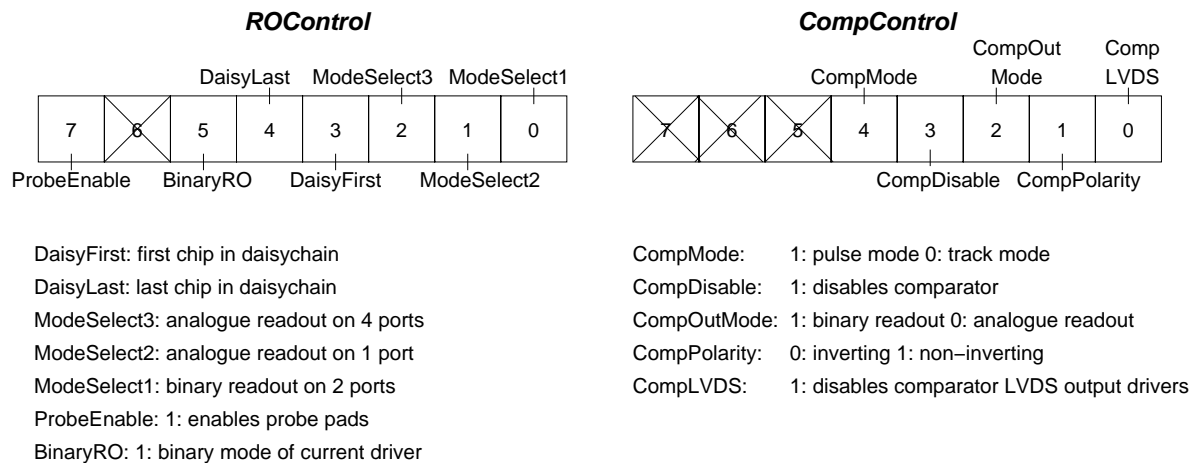 ROControl
DaisyLast ModeSelect3 ModeSelect1
7 6 5 4 3 2 1 0
ProbeEnable BinaryRO DaisyFirst ModeSelect2
DaisyFirst: first chip in daisychain
DaisyLast: last chip in daisychain
ModeSelect3: analogue readout on 4 ports
ModeSelect2: analogue readout on 1 port
ModeSelect1: binary readout on 2 ports
ProbeEnable: 1: enables probe pads
BinaryRO: 1: binary mode of current driver
CompControl
CompOut Comp
CompMode Mode LVDS
7 6 5 4 3 2 1 0
CompDisable CompPolarity
CompMode: 1: pulse mode 0: track mode
CompDisable: 1: disables comparator
CompOutMode: 1: binary readout 0: analogue readout
CompPolarity: 0: inverting 1: non−inverting
CompLVDS: 1: disables comparator LVDS output drivers